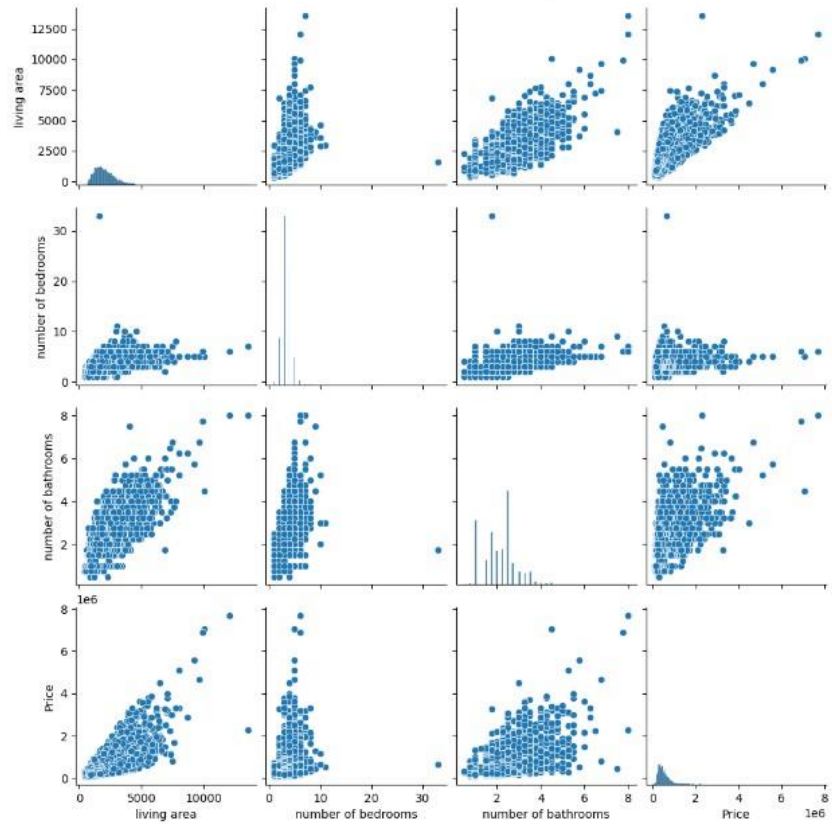 12500
10000
7500
5000
2500
0
living area
30
20
10
0
number of bedrooms
8
6
4
2
number of bathrooms
1e6
8
6
4
2
0
Price
0 5000 10000
living area
0 10 20 30
number of bedrooms
2 4 6 8
number of bathrooms
0 2 4 6 8
Price 1e6